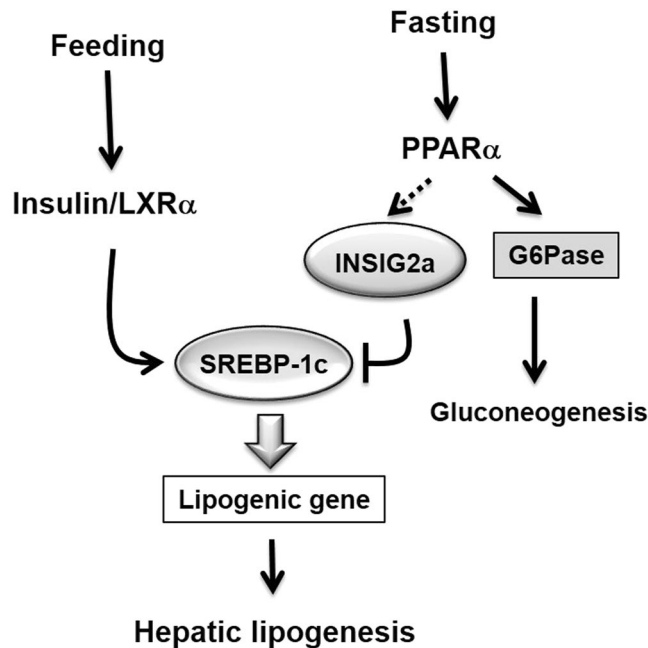 Feeding
Fasting
PPARα
Insulin/LXRα
INSIG2a
G6Pase
SREBP-1c
Gluconeogenesis
Lipogenic gene
Hepatic lipogenesis